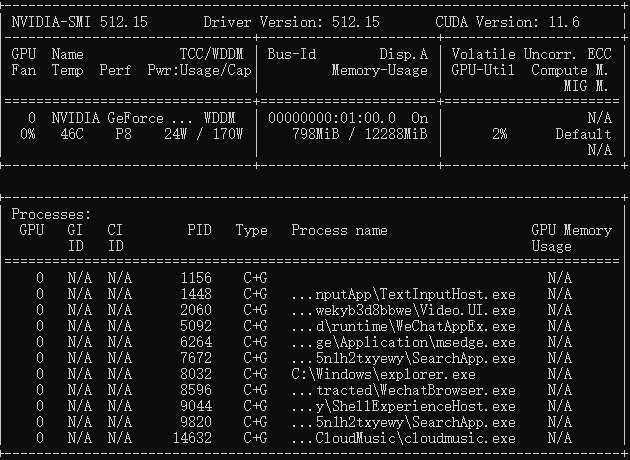 NVIDIA-SMI 512.15 Driver Version: 512.15 CUDA Version: 11.6
GPU Name TCC/WDDM Bus-Id Disp.A Volatile Uncorr. ECC
Fan Temp Perf Pwr:Usage/Cap Memory-Usage GPU-Util Compute M.
MIG M.
0 NVIDIA GeForce ... WDDM 00000000:01:00.0 On N/A
0% 46C P8 24W / 170W 798MiB / 12288MiB 2% Default
N/A
Processes:
GPU GI CI PID Type Process name GPU Memory
ID ID Usage
0 N/A N/A 1156 C+G N/A
0 N/A N/A 1448 C+G ...nputApp\TextInputHost.exe N/A
0 N/A N/A 2060 C+G ...wekyb3d8bbwe\Video.UI.exe N/A
0 N/A N/A 5092 C+G ...d\runtime\WeChatAppEx.exe N/A
0 N/A N/A 6264 C+G ...ge\Application\msedge.exe N/A
0 N/A N/A 7672 C+G ...5n1h2txyewy\SearchApp.exe N/A
0 N/A N/A 8032 C+G C:\Windows\explorer.exe N/A
0 N/A N/A 8596 C+G ...tracted\WechatBrowser.exe N/A
0 N/A N/A 9044 C+G ...y\ShellExperienceHost.exe N/A
0 N/A N/A 9820 C+G ...5n1h2txyewy\SearchApp.exe N/A
0 N/A N/A 14632 C+G ...CloudMusic\cloudmusic.exe N/A